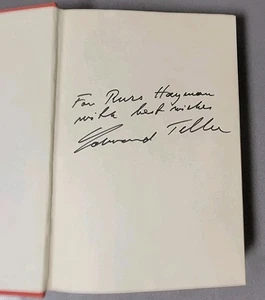 For Russ Hayman
with best wishes
Edward Teller